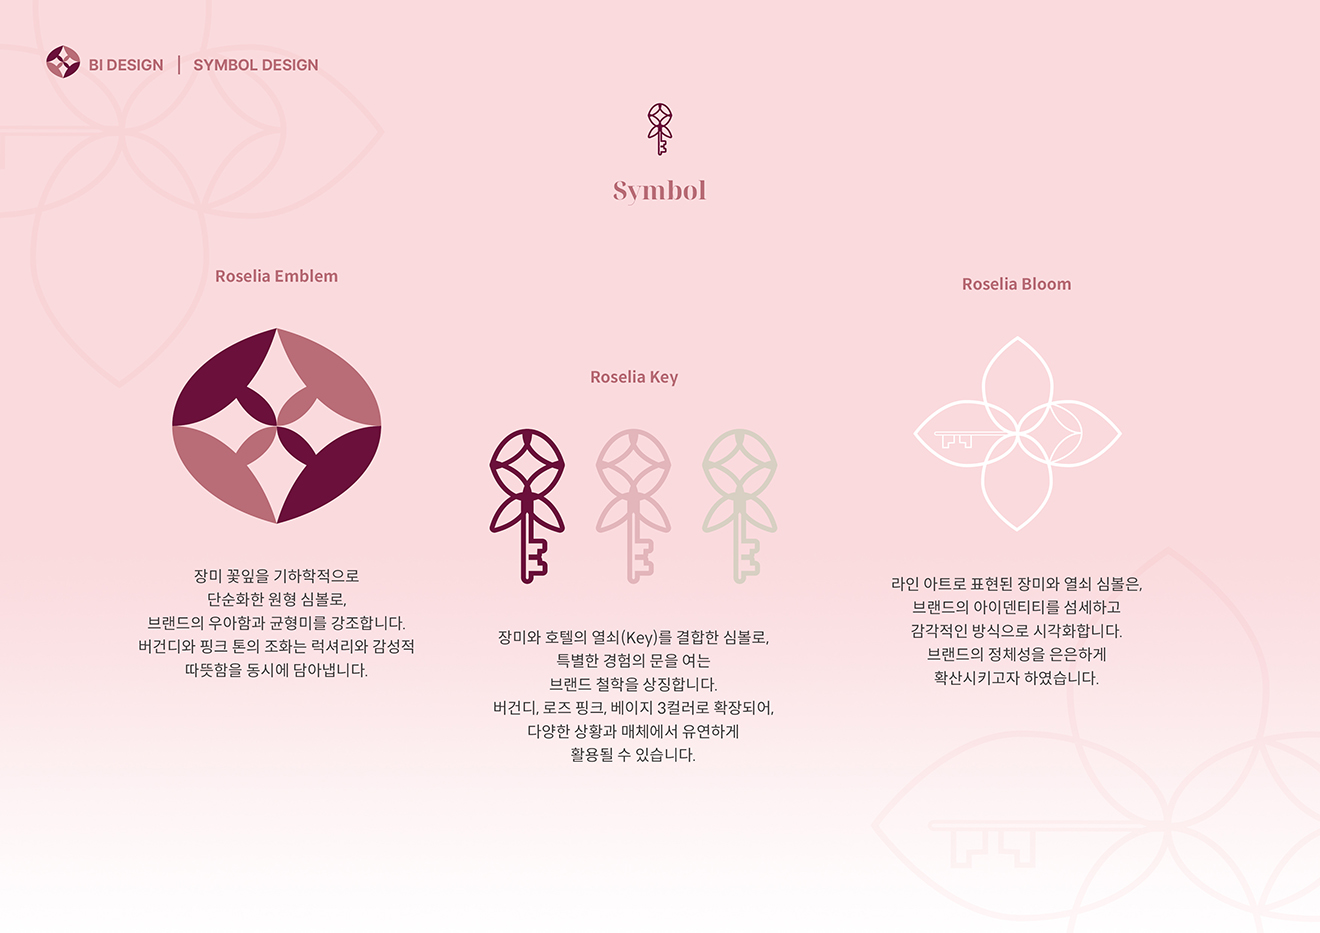 BI DESIGN | SYMBOL DESIGN
Symbol
Roselia Emblem
장미 꽃잎을 기하학적으로
단순화한 원형 심볼로,
브랜드의 우아함과 균형미를 강조합니다.
버건디와 핑크 톤의 조화는 럭셔리와 감성적
따뜻함을 동시에 담아냅니다.
Roselia Key
장미와 호텔의 열쇠(Key)를 결합한 심볼로,
특별한 경험의 문을 여는
브랜드 철학을 상징합니다.
버건디, 로즈 핑크, 베이지 3컬러로 확장되어,
다양한 상황과 매체에서 유연하게
활용될 수 있습니다.
Roselia Bloom
라인 아트로 표현된 장미와 열쇠 심볼은,
브랜드의 아이덴티티를 섬세하고
감각적인 방식으로 시각화합니다.
브랜드의 정체성을 은은하게
확산시키고자 하였습니다.